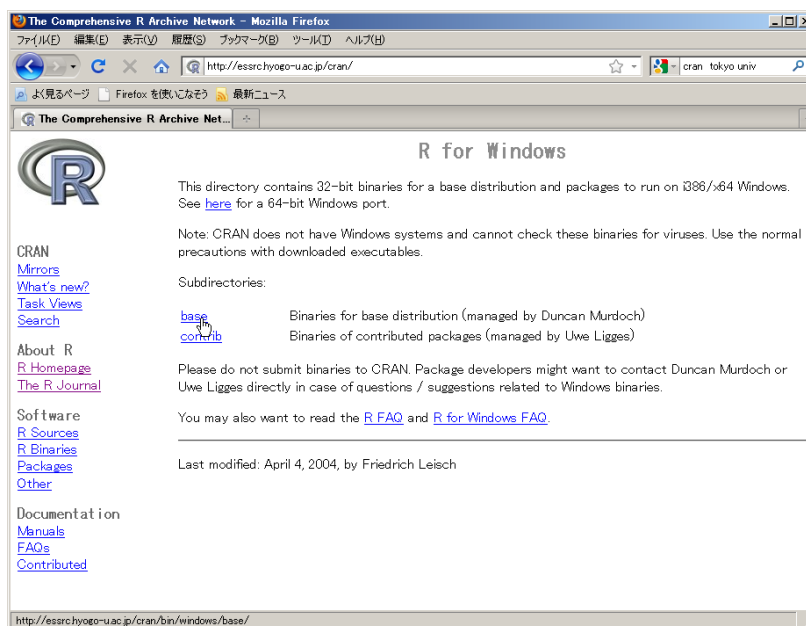 The Comprehensive R Archive Network - Mozilla Firefox
ファイル(F) 編集(E) 表示(V) 履歴(S) ブックマーク(B) ツール(T) ヘルプ(H)
http://essrc.hyogo-u.ac.jp/cran/ cran tokyo univ
よく見るページ Firefox を使いこなそう 最新ニュース
The Comprehensive R Archive Net...
R
R for Windows
This directory contains 32-bit binaries for a base distribution and packages to run on i386/x64 Windows.
See here for a 64-bit Windows port.
Note: CRAN does not have Windows systems and cannot check these binaries for viruses. Use the normal
precautions with downloaded executables.
Subdirectories:
base Binaries for base distribution (managed by Duncan Murdoch)
contrib Binaries of contributed packages (managed by Uwe Ligges)
Please do not submit binaries to CRAN. Package developers might want to contact Duncan Murdoch or
Uwe Ligges directly in case of questions / suggestions related to Windows binaries.
You may also want to read the R FAQ and R for Windows FAQ.
Last modified: April 4, 2004, by Friedrich Leisch
CRAN
Mirrors
What's new?
Task Views
Search
About R
R Homepage
The R Journal
Software
R Sources
R Binaries
Packages
Other
Documentation
Manuals
FAQs
Contributed
http://essrc.hyogo-u.ac.jp/cran/bin/windows/base/